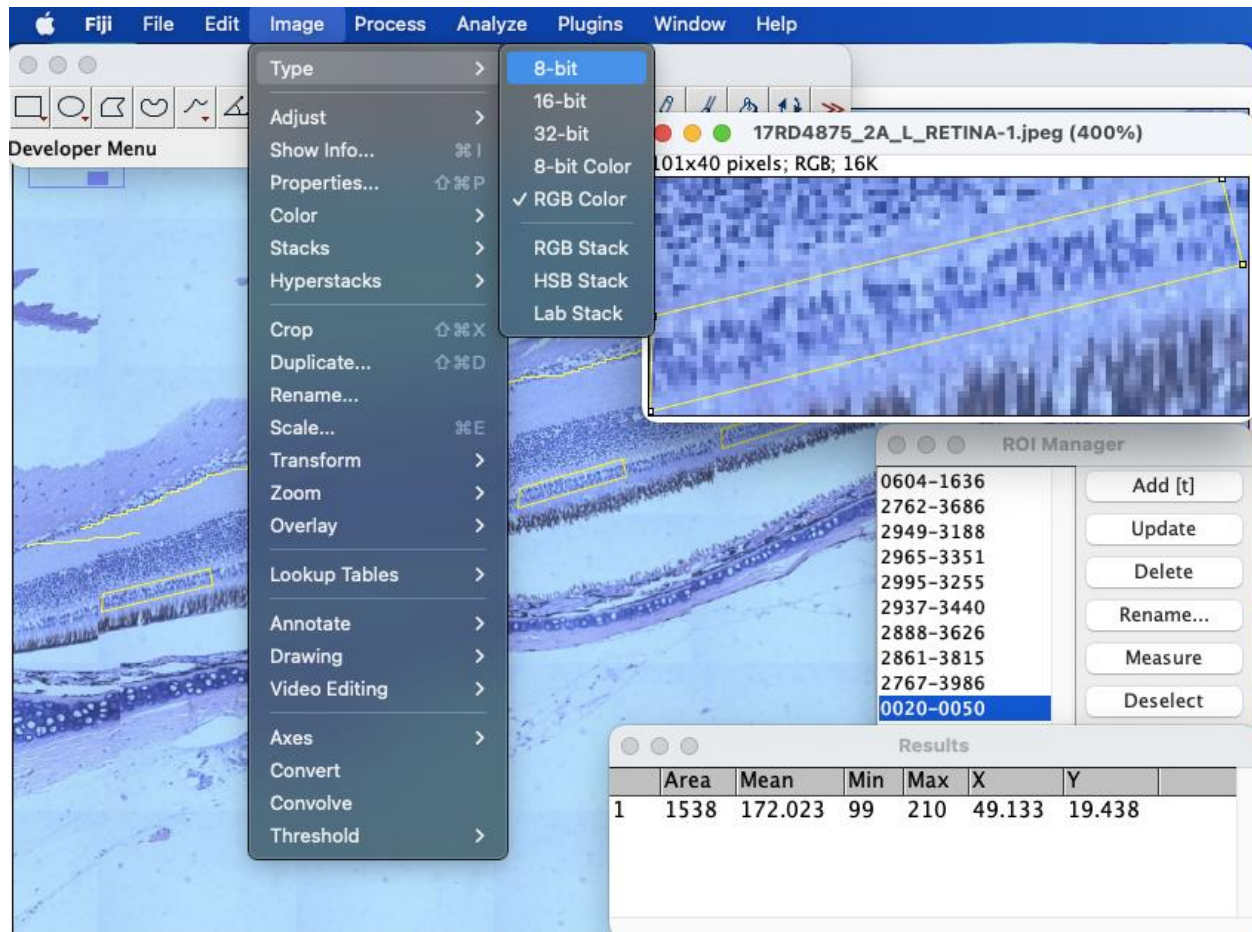 Fiji File Edit Image Process Analyze Plugins Window Help
Type >
Adjust >
Show Info... ⌘ I
Properties... ⇧ ⌘ P
Color >
Stacks >
Hyperstacks >
Crop ⇧ ⌘ X
Duplicate... ⇧ ⌘ D
Rename...
Scale... ⌘ E
Transform >
Zoom >
Overlay >
Lookup Tables >
Annotate >
Drawing >
Video Editing >
Axes >
Convert
Convolve
Threshold >
8-bit
16-bit
32-bit
8-bit Color
✓ RGB Color
RGB Stack
HSB Stack
Lab Stack
Developer Menu
17RD4875_2A_L_RETINA-1.jpeg (400%)
101x40 pixels; RGB; 16K
ROI Manager
0604-1636
2762-3686
2949-3188
2965-3351
2995-3255
2937-3440
2888-3626
2861-3815
2767-3986
0020-0050
Add [t]
Update
Delete
Rename...
Measure
Deselect
Results
Area Mean Min Max X Y
1 1538 172.023 99 210 49.133 19.438